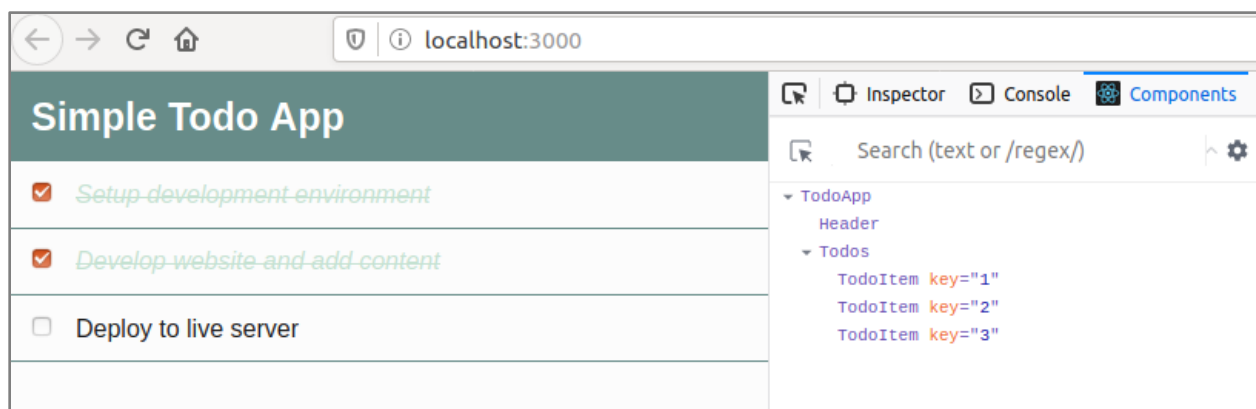 localhost:3000
Simple Todo App
Setup development environment
Develop website and add content
Deploy to live server
Inspector Console Components
Search (text or /regex/)
TodoApp
Header
Todos
TodoItem key="1"
TodoItem key="2"
TodoItem key="3"